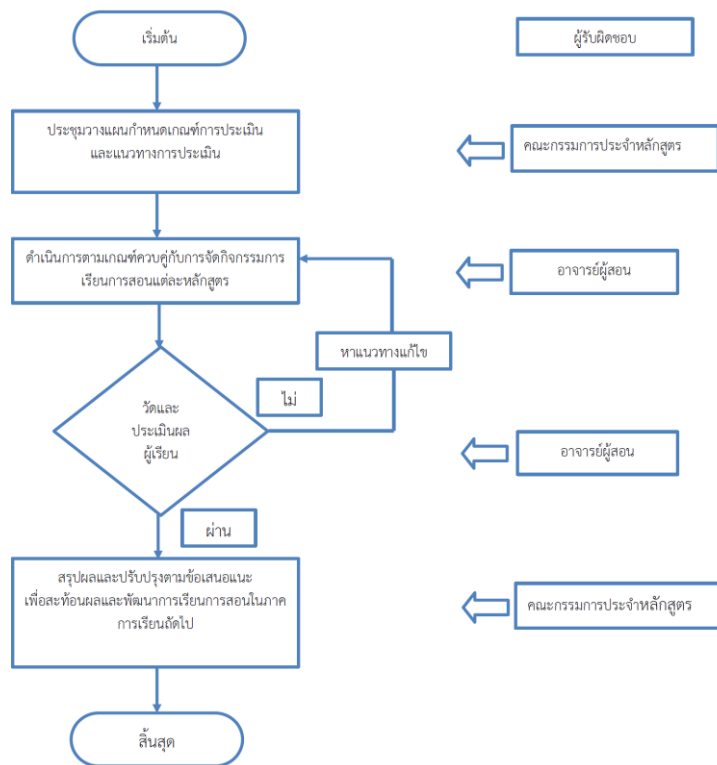 เริ่มต้น
ผู้รับผิดชอบ
ประชุมวางแผนกำหนดเกณฑ์การประเมิน
และแนวทางการประเมิน
คณะกรรมการประจำหลักสูตร
ดำเนินการตามเกณฑ์ควบคู่กับการจัดกิจกรรมการ
เรียนการสอนแต่ละหลักสูตร
อาจารย์ผู้สอน
หาแนวทางแก้ไข
ไม่
วัดและ
ประเมินผล
ผู้เรียน
อาจารย์ผู้สอน
ผ่าน
สรุปผลและปรับปรุงตามข้อเสนอแนะ
เพื่อสะท้อนผลและพัฒนาการเรียนการสอนในภาค
การเรียนถัดไป
คณะกรรมการประจำหลักสูตร
สิ้นสุด